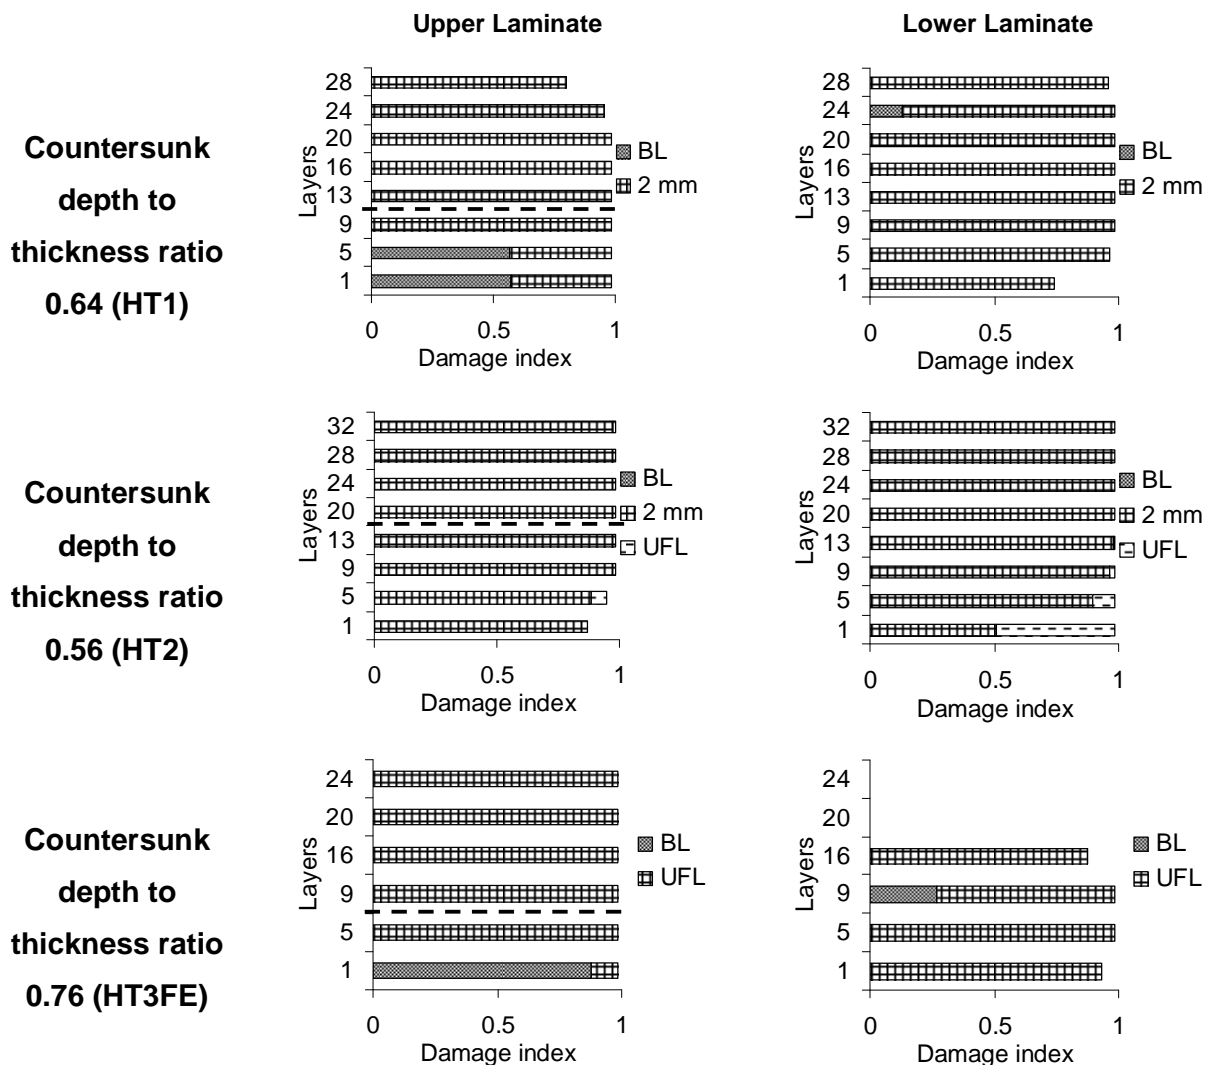 Upper Laminate
Lower Laminate
Countersunk
depth to
thickness ratio
0.64 (HT1)
Layers
28
24
20
16
13
9
5
1
0 0.5 1
Damage index
BL
2 mm
Layers
28
24
20
16
13
9
5
1
0 0.5 1
Damage index
BL
2 mm
Countersunk
depth to
thickness ratio
0.56 (HT2)
Layers
32
28
24
20
13
9
5
1
0 0.5 1
Damage index
BL
2 mm
UFL
Layers
32
28
24
20
13
9
5
1
0 0.5 1
Damage index
BL
2 mm
UFL
Countersunk
depth to
thickness ratio
0.76 (HT3FE)
Layers
24
20
16
9
5
1
0 0.5 1
Damage index
BL
UFL
Layers
24
20
16
9
5
1
0 0.5 1
Damage index
BL
UFL